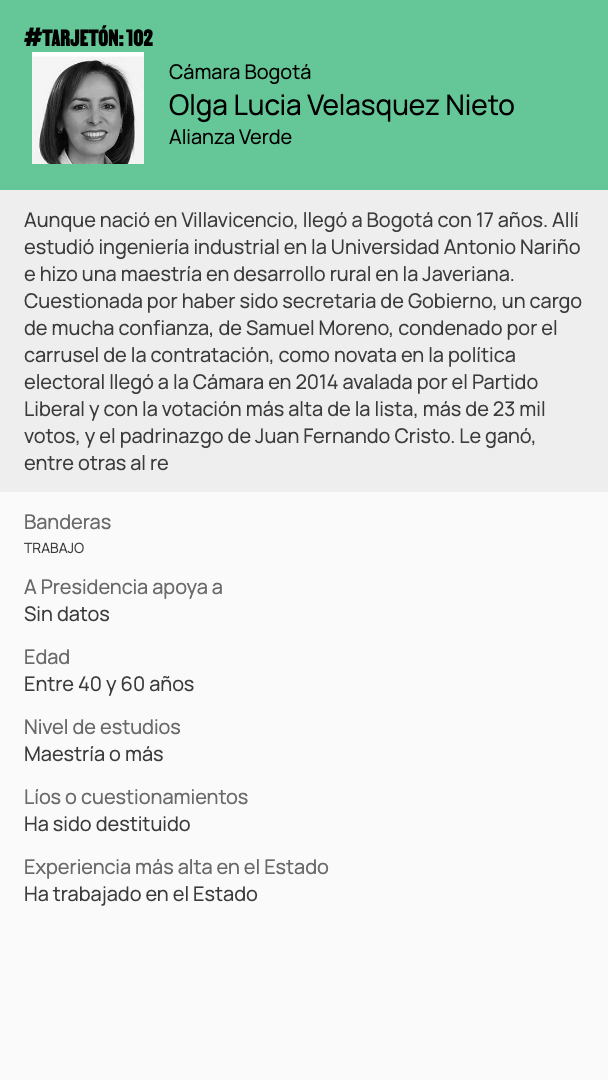 #TARJETÓN: 102
Cámara Bogotá
Olga Lucia Velasquez Nieto
Alianza Verde
Aunque nació en Villavicencio, llegó a Bogotá con 17 años. Allí
estudió ingeniería industrial en la Universidad Antonio Nariño
e hizo una maestría en desarrollo rural en la Javeriana.
Cuestionada por haber sido secretaria de Gobierno, un cargo
de mucha confianza, de Samuel Moreno, condenado por el
carrusel de la contratación, como novata en la política
electoral llegó a la Cámara en 2014 avalada por el Partido
Liberal y con la votación más alta de la lista, más de 23 mil
votos, y el padrinazgo de Juan Fernando Cristo. Le ganó,
entre otras al re
Banderas
TRABAJO
A Presidencia apoya a
Sin datos
Edad
Entre 40 y 60 años
Nivel de estudios
Maestría o más
Líos o cuestionamientos
Ha sido destituido
Experiencia más alta en el Estado
Ha trabajado en el Estado